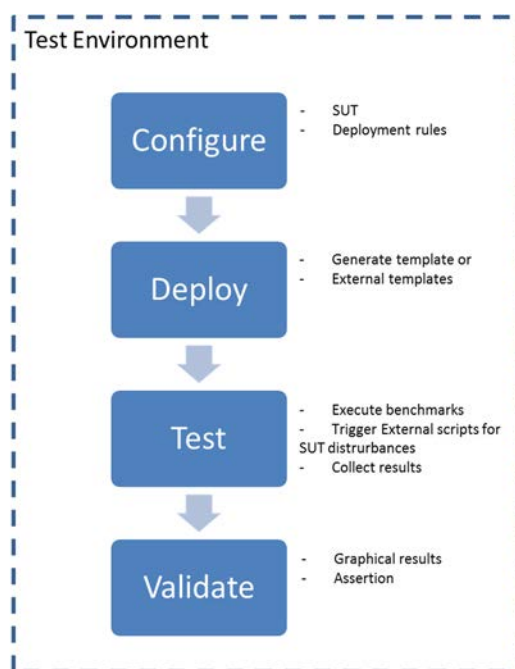 Test Environment
Configure
- SUT
- Deployment rules
Deploy
- Generate template or
- External templates
Test
- Execute benchmarks
- Trigger External scripts for
SUT distrurbances
- Collect results
Validate
- Graphical results
- Assertion